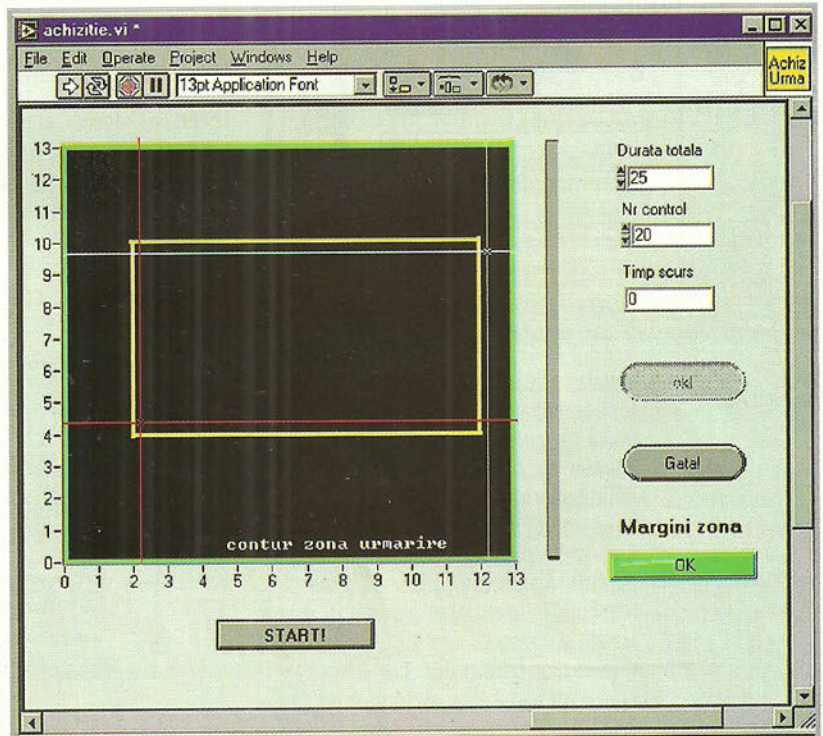 achizitie.vi *
File Edit Operate Project Windows Help
13pt Application Font
Achiz
Urma
13
12
11
10
9
8
7
6
5
4
3
2
1
0
0 1 2 3 4 5 6 7 8 9 10 11 12 13
contur zona urmarire
START!
Durata totala
25
Nr control
20
Timp scurs
0
ok!
Gata!
Margini zona
OK